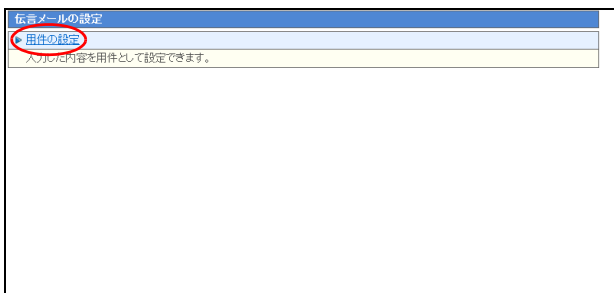 伝言メールの設定
用件の設定
入力した内容を用件として設定できます。